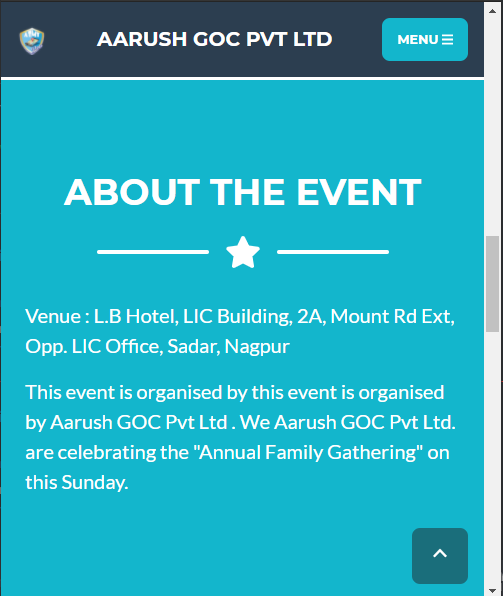 AARUSH GOC PVT LTD
MENU
ABOUT THE EVENT
Venue : L.B Hotel, LIC Building, 2A, Mount Rd Ext,
Opp. LIC Office, Sadar, Nagpur
This event is organised by this event is organised
by Aarush GOC Pvt Ltd . We Aarush GOC Pvt Ltd.
are celebrating the "Annual Family Gathering" on
this Sunday.